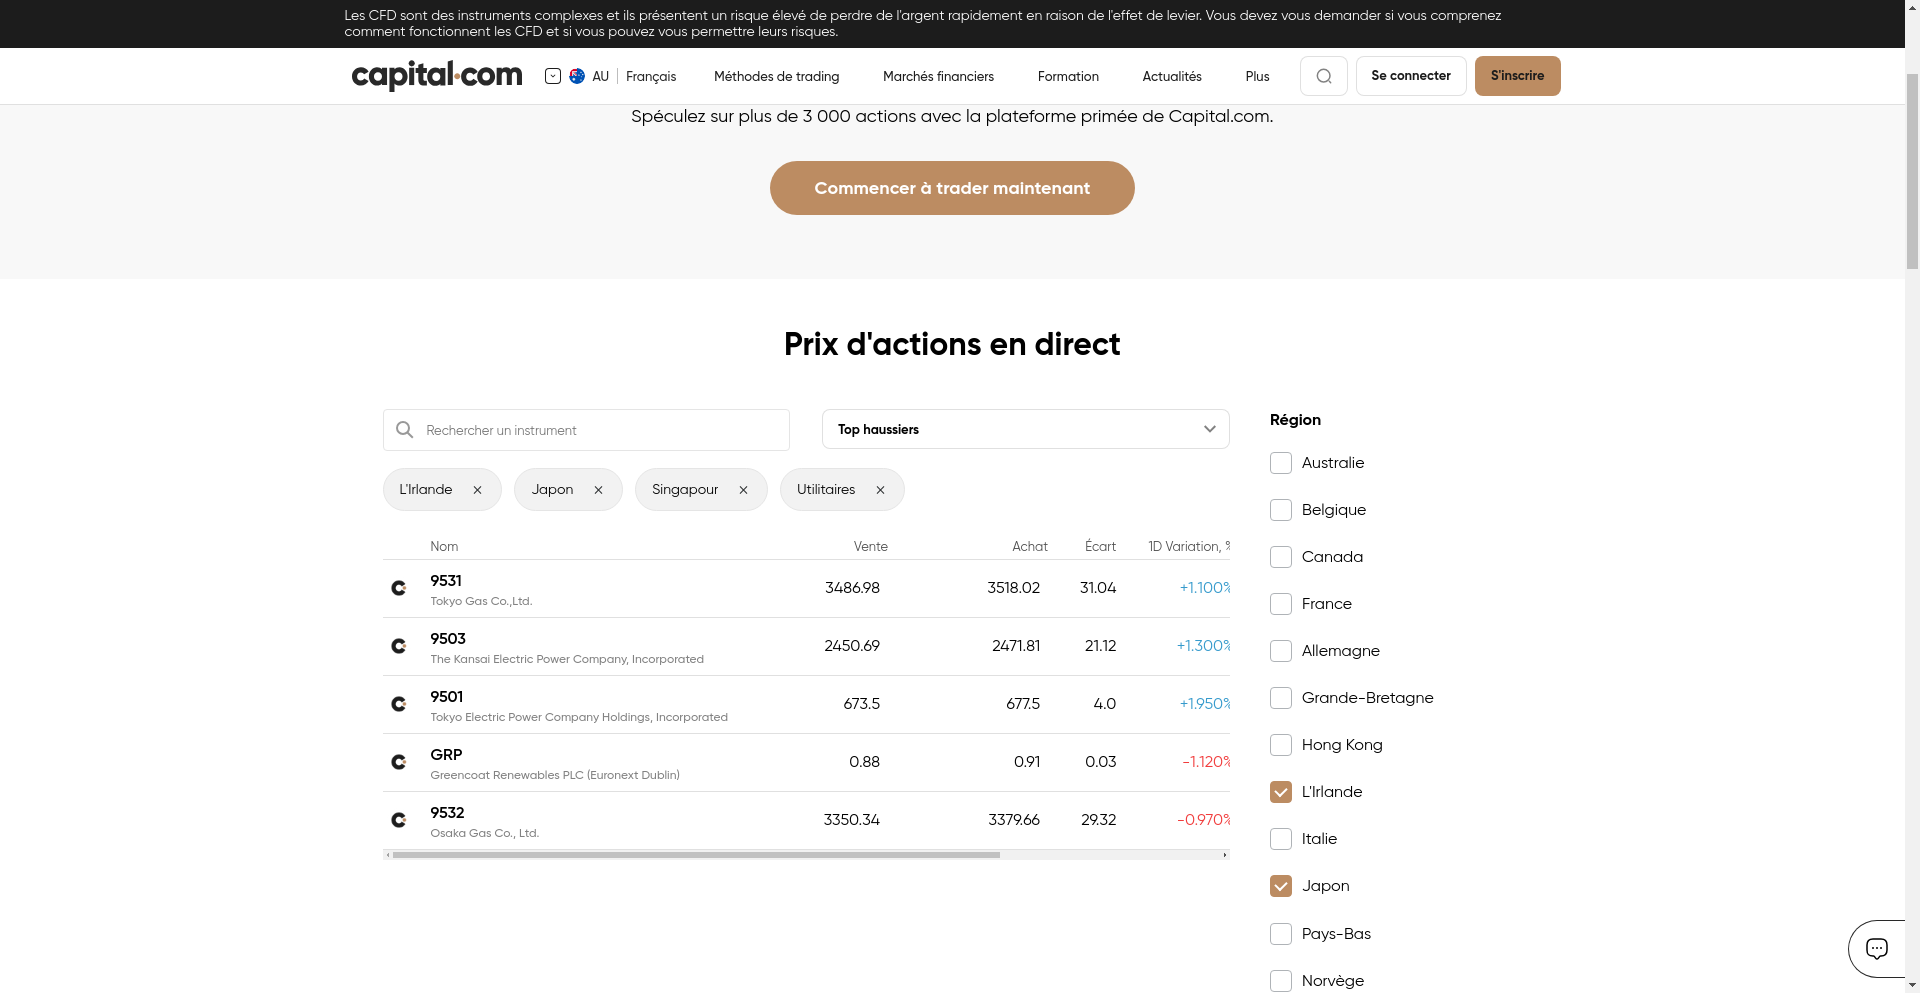 Les CFD sont des instruments complexes et ils présentent un risque élevé de perdre de l'argent rapidement en raison de l'effet de levier. Vous devez vous demander si vous comprenez
comment fonctionnent les CFD et si vous pouvez vous permettre leurs risques.
capital.com
AU
Français
Méthodes de trading
Marchés financiers
Formation
Actualités
Plus
Se connecter
S'inscrire
Spéculez sur plus de 3 000 actions avec la plateforme primée de Capital.com.
Commencer à trader maintenant
Prix d'actions en direct
Rechercher un instrument
Top haussiers
L'Irlande
Japon
Singapour
Utilitaires
Nom Vente Achat Écart 1D Variation, %
9531
Tokyo Gas Co.,Ltd.
3486.98 3518.02 31.04 +1.100%
9503
The Kansai Electric Power Company, Incorporated
2450.69 2471.81 21.12 +1.300%
9501
Tokyo Electric Power Company Holdings, Incorporated
673.5 677.5 4.0 +1.950%
GRP
Greencoat Renewables PLC (Euronext Dublin)
0.88 0.91 0.03 -1.120%
9532
Osaka Gas Co., Ltd.
3350.34 3379.66 29.32 -0.970%
Région
Australie
Belgique
Canada
France
Allemagne
Grande-Bretagne
Hong Kong
L'Irlande
Italie
Japon
Pays-Bas
Norvège